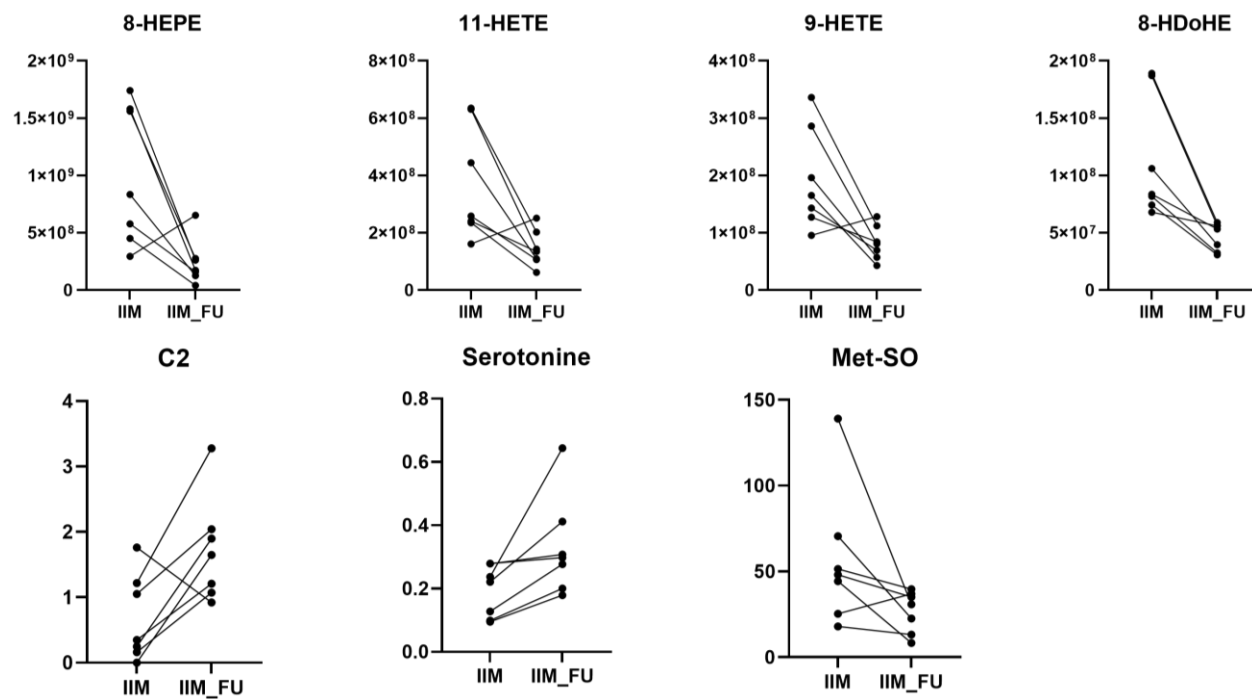 8-HEPE
11-HETE
9-HETE
8-HDoHE
2×10⁹
1.5×10⁹
1×10⁹
5×10⁸
0
IIM
IIM_FU
8×10⁸
6×10⁸
4×10⁸
2×10⁸
0
IIM
IIM_FU
4×10⁸
3×10⁸
2×10⁸
1×10⁸
0
IIM
IIM_FU
2×10⁸
1.5×10⁸
1×10⁸
5×10⁷
0
IIM
IIM_FU
C2
Serotonine
Met-SO
4
3
2
1
0
IIM
IIM_FU
0.8
0.6
0.4
0.2
0.0
IIM
IIM_FU
150
100
50
0
IIM
IIM_FU